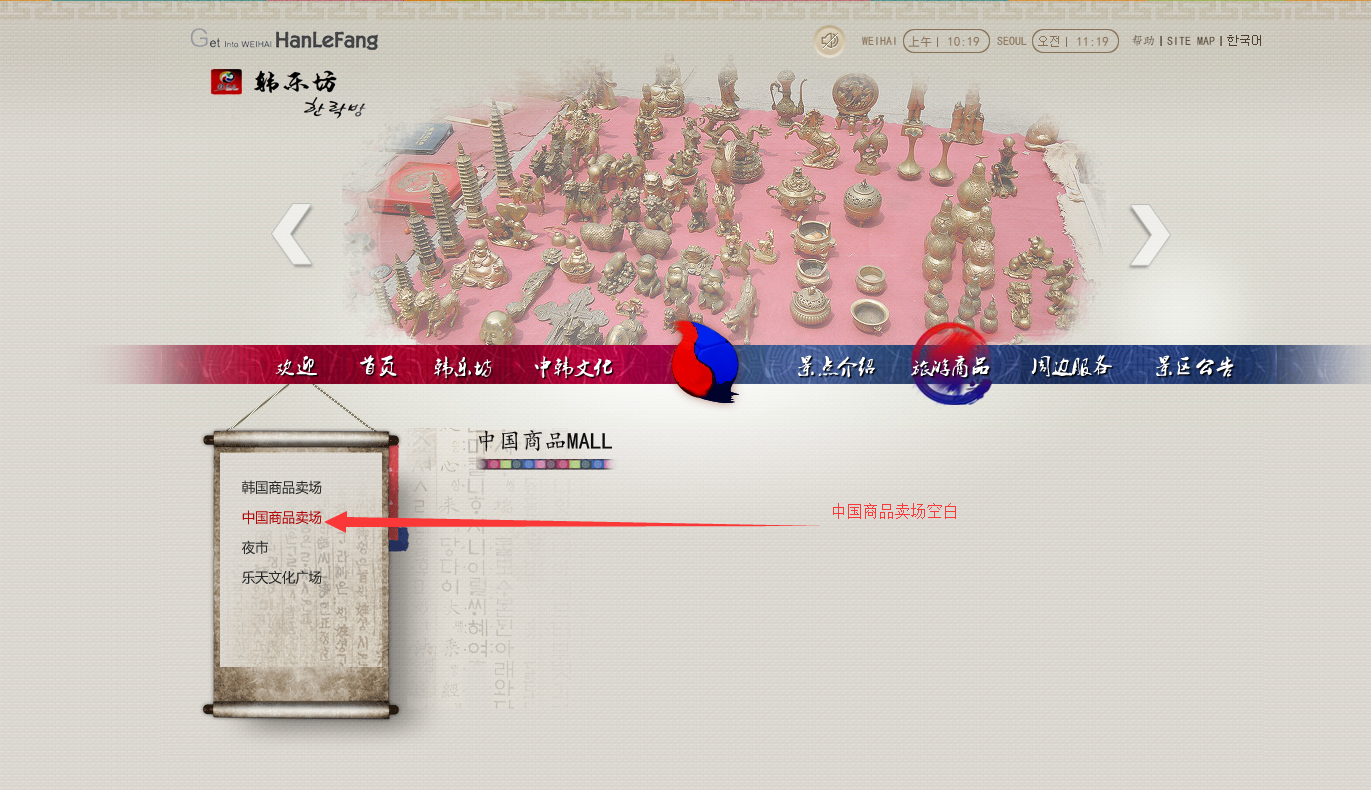 Get Into WEIHAI HanLeFang
WEIHAI 上午 | 10:19 SEOUL 오전 | 11:19 帮助 | SITE MAP | 한국어
韩乐坊
한락방
欢迎 首页 韩乐坊 中韩文化 景点介绍 旅游商品 周边服务 景区公告
中国商品MALL
韩国商品卖场
中国商品卖场
夜市
乐天文化广场
中国商品卖场空白